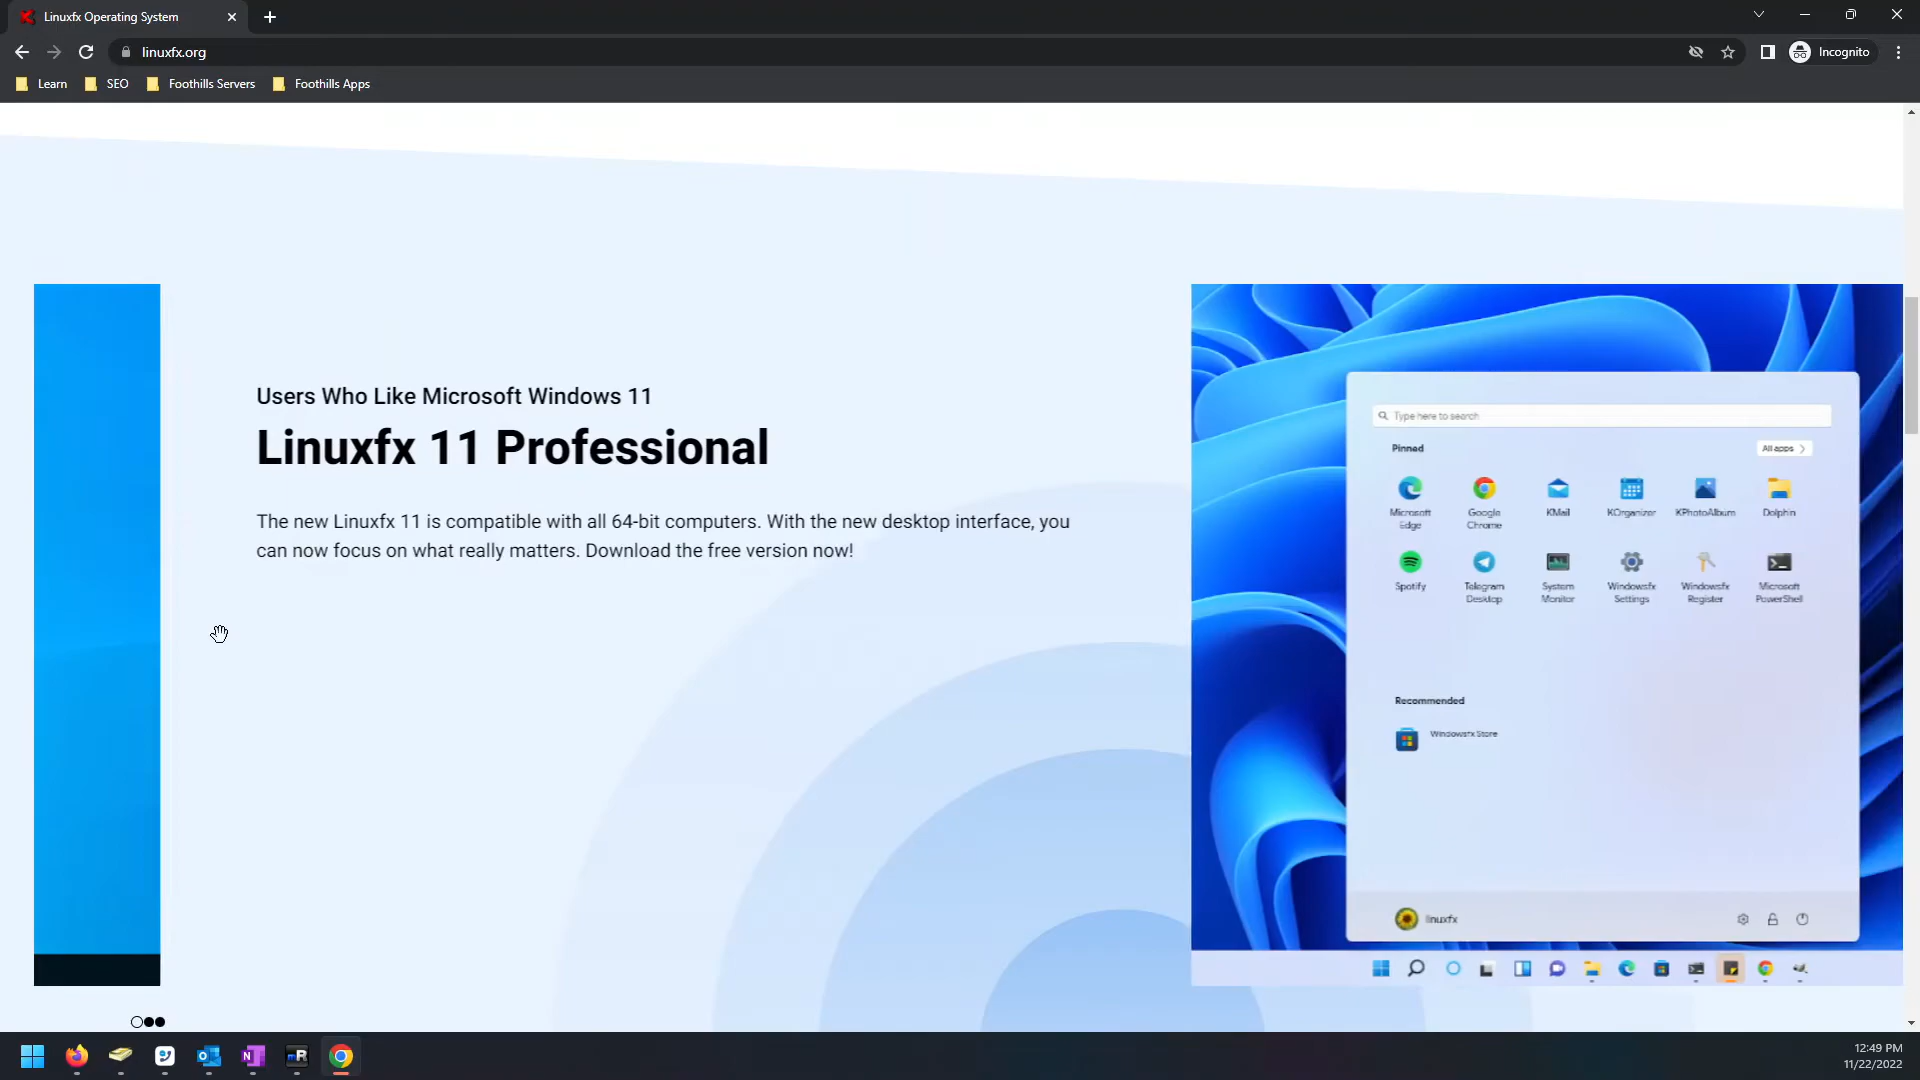 Linuxfx Operating System
linuxfx.org
Incognito
Learn
SEO
Foothills Servers
Foothills Apps
Users Who Like Microsoft Windows 11
Linuxfx 11 Professional
The new Linuxfx 11 is compatible with all 64-bit computers. With the new desktop interface, you
can now focus on what really matters. Download the free version now!
Type here to search
Pinned
All apps
Microsoft
Edge
Google
Chrome
KMail
KOrganizer
KPhotoAlbum
Dolphin
Spotify
Telegram
Desktop
System
Monitor
Windowsfx
Settings
Windowsfx
Register
Microsoft
PowerShell
Recommended
Windowsfx Store
linuxfx
12:49 PM
11/22/2022